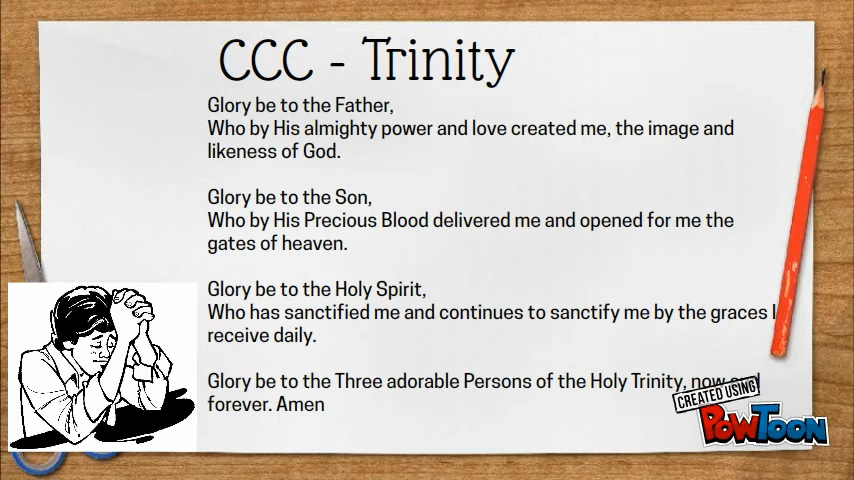 CCC - Trinity
Glory be to the Father,
Who by His almighty power and love created me, the image and
likeness of God.
Glory be to the Son,
Who by His Precious Blood delivered me and opened for me the
gates of heaven.
Glory be to the Holy Spirit,
Who has sanctified me and continues to sanctify me by the graces I
receive daily.
Glory be to the Three adorable Persons of the Holy Trinity, now
forever. Amen
CREATED USING
POWTOON